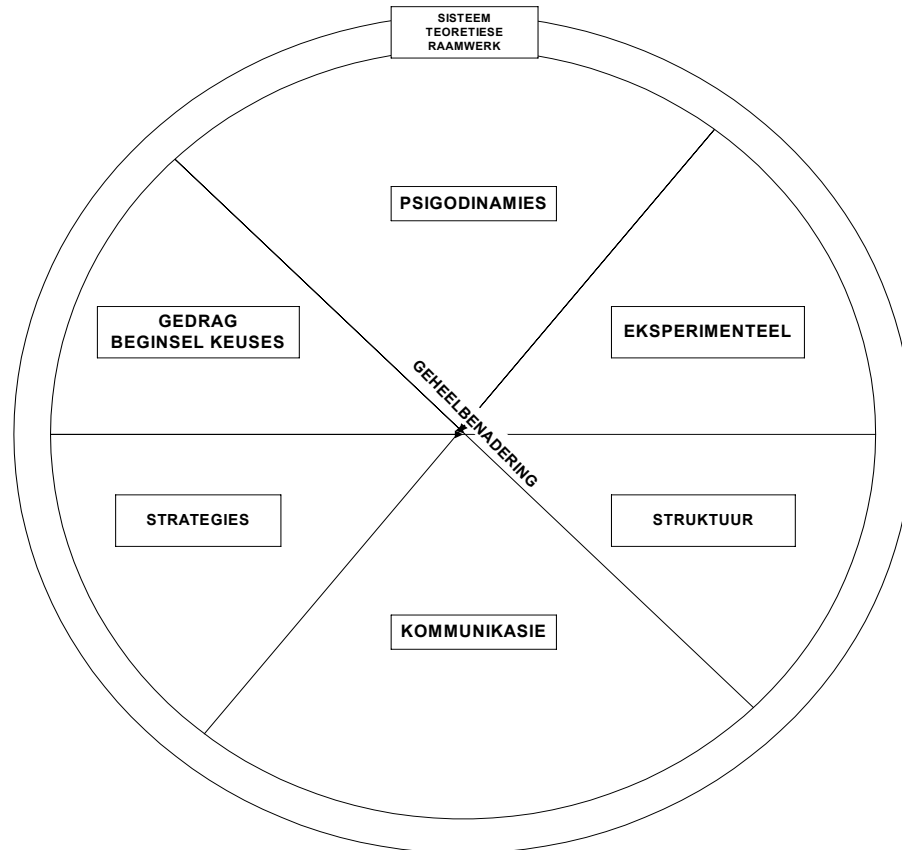 SISTEEM
TEORETIESE
RAAMWERK
PSIGODINAMIES
GEDRAG
BEGINSEL KEUSES
EKSPERIMENTEEL
GEHEELBENADERING
STRATEGIES
STRUKTUUR
KOMMUNIKASIE